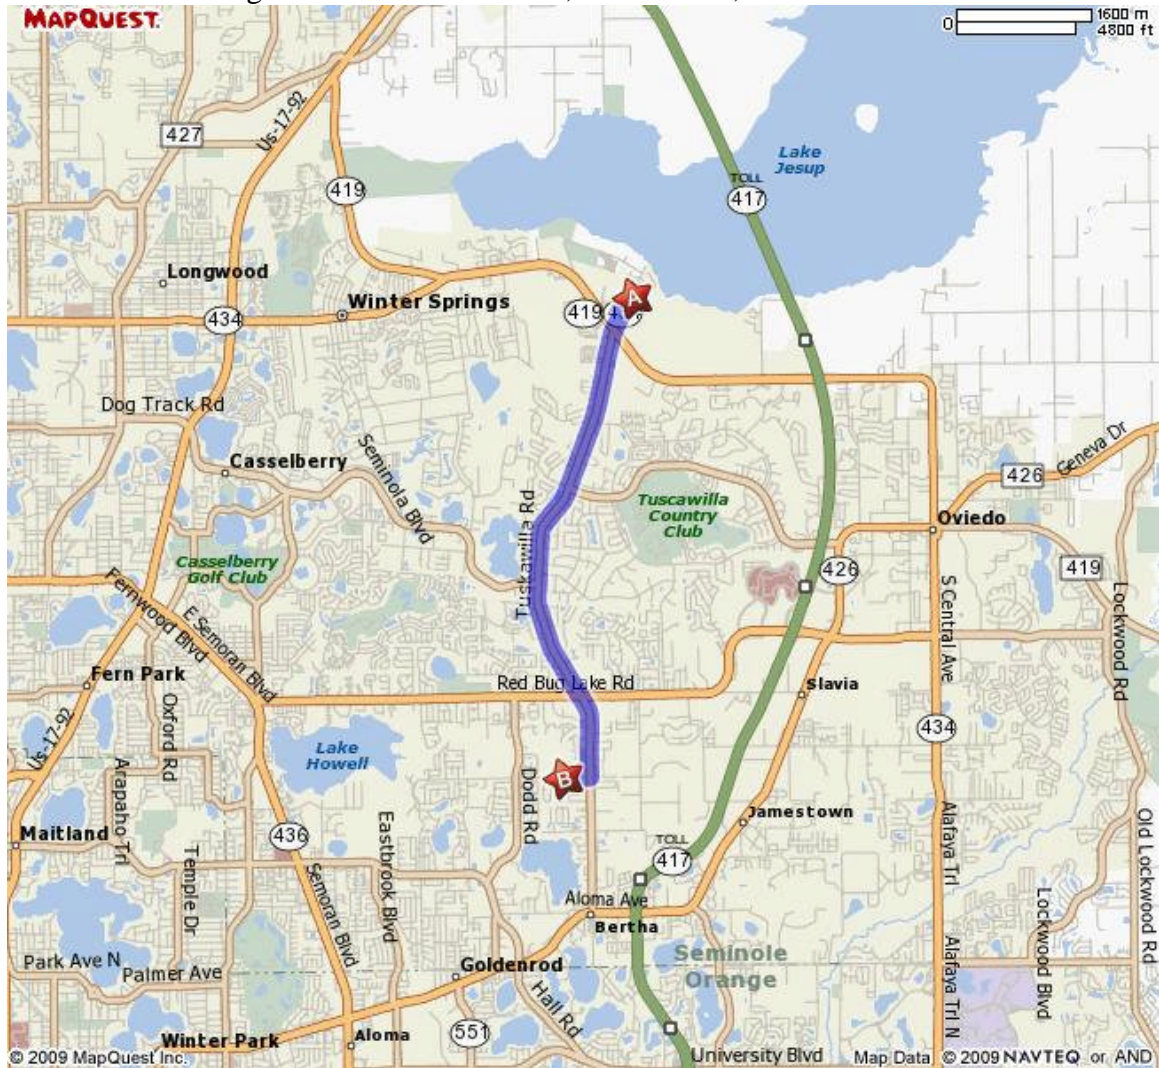 MAPQUEST.
0 1600 m
4800 ft
Us-17-92
427
Lake
Jesup
TOLL
417
419
Longwood
Winter Springs
A
434
419
Dog Track Rd
Casselberry
Seminola Blvd
Tuskawilla Rd
Tuscawilla
Country
Club
Geneva Dr
426
Oviedo
Casselberry
Golf Club
426
419
Fernwood Blvd
E Semoran Blvd
S Central Ave
Lockwood Rd
Fern Park
Red Bug Lake Rd
Slavia
Us-17-92
Oxford Rd
434
Lake
Howell
B
Arapaho Trl
Dodd Rd
Maitland
Jamestown
436
Eastbrook Blvd
Alafaya Trl
Old Lockwood Rd
TOLL
417
Temple Dr
Semoran Blvd
Aloma Ave
Bertha
Lockwood Blvd
Seminole
Orange
Park Ave N
Palmer Ave
Goldenrod
Alafaya Trl N
Hall Rd
Winter Park
Aloma
551
University Blvd
© 2009 MapQuest Inc.
Map Data © 2009 NAVTEQ or AND